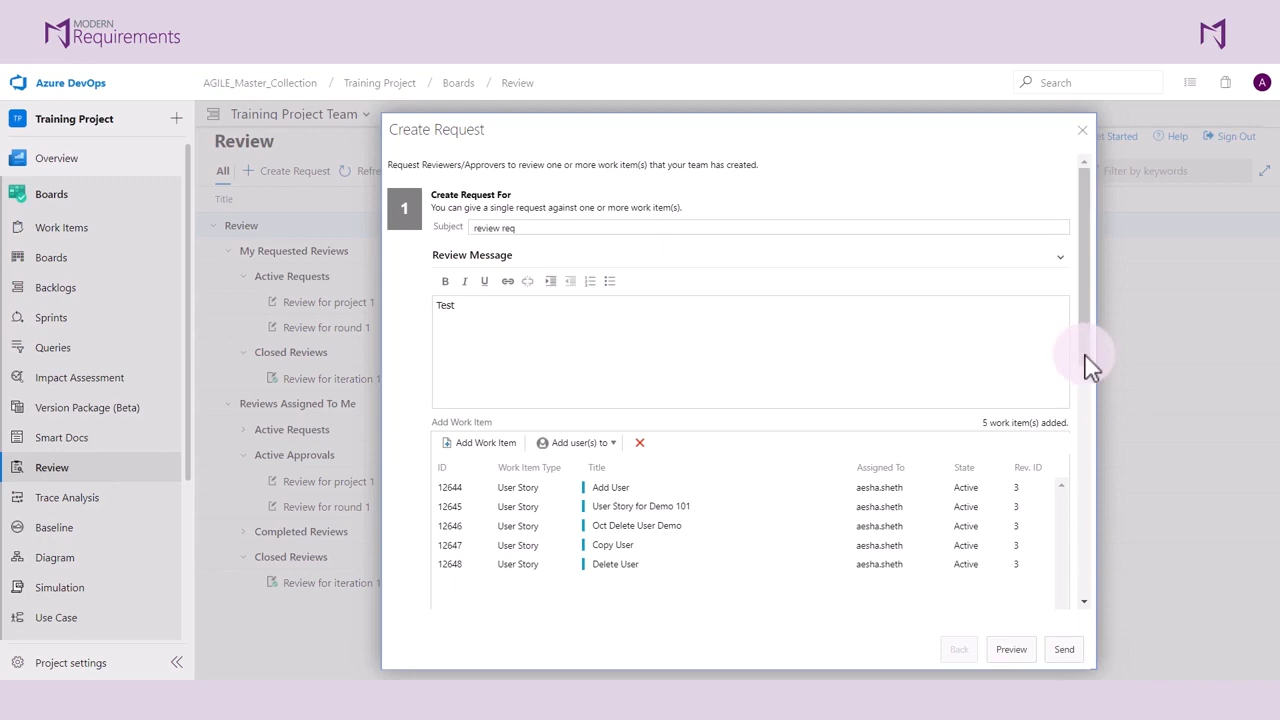 MODERN
Requirements
Azure DevOps
AGILE_Master_Collection
Training Project
Boards
Review
Search
A
TP
Training Project
Overview
Boards
Work Items
Boards
Backlogs
Sprints
Queries
Impact Assessment
Version Package (Beta)
Smart Docs
Review
Trace Analysis
Baseline
Diagram
Simulation
Use Case
Project settings
Training Project Team
Review
All
Create Request
Refre
Title
Review
My Requested Reviews
Active Requests
Review for project 1
Review for round 1
Closed Reviews
Review for iteration 1
Reviews Assigned To Me
Active Requests
Active Approvals
Review for project 1
Review for round 1
Completed Reviews
Closed Reviews
Review for iteration 1
et Started
Help
Sign Out
Filter by keywords
Create Request
Request Reviewers/Approvers to review one or more work item(s) that your team has created.
1
Create Request For
You can give a single request against one or more work item(s).
Subject review req
Review Message
B I U
Test
Add Work Item 5 work item(s) added.
Add Work Item Add user(s) to
ID Work Item Type Title Assigned To State Rev. ID
12644 User Story Add User aesha.sheth Active 3
12645 User Story User Story for Demo 101 aesha.sheth Active 3
12646 User Story Oct Delete User Demo aesha.sheth Active 3
12647 User Story Copy User aesha.sheth Active 3
12648 User Story Delete User aesha.sheth Active 3
Back Preview Send